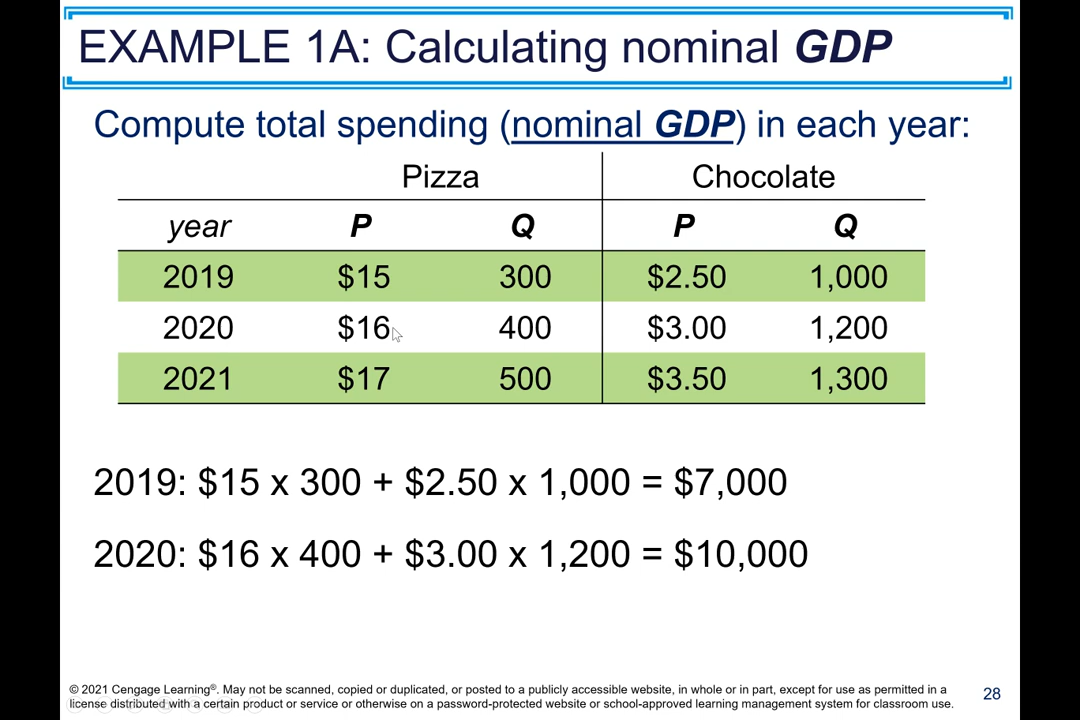 EXAMPLE 1A: Calculating nominal GDP
Compute total spending (nominal GDP) in each year:
Pizza Chocolate
year P Q P Q
2019 $15 300 $2.50 1,000
2020 $16 400 $3.00 1,200
2021 $17 500 $3.50 1,300
2019: $15 x 300 + $2.50 x 1,000 = $7,000
2020: $16 x 400 + $3.00 x 1,200 = $10,000
© 2021 Cengage Learning®. May not be scanned, copied or duplicated, or posted to a publicly accessible website, in whole or in part, except for use as permitted in a
license distributed with a certain product or service or otherwise on a password-protected website or school-approved learning management system for classroom use.
28